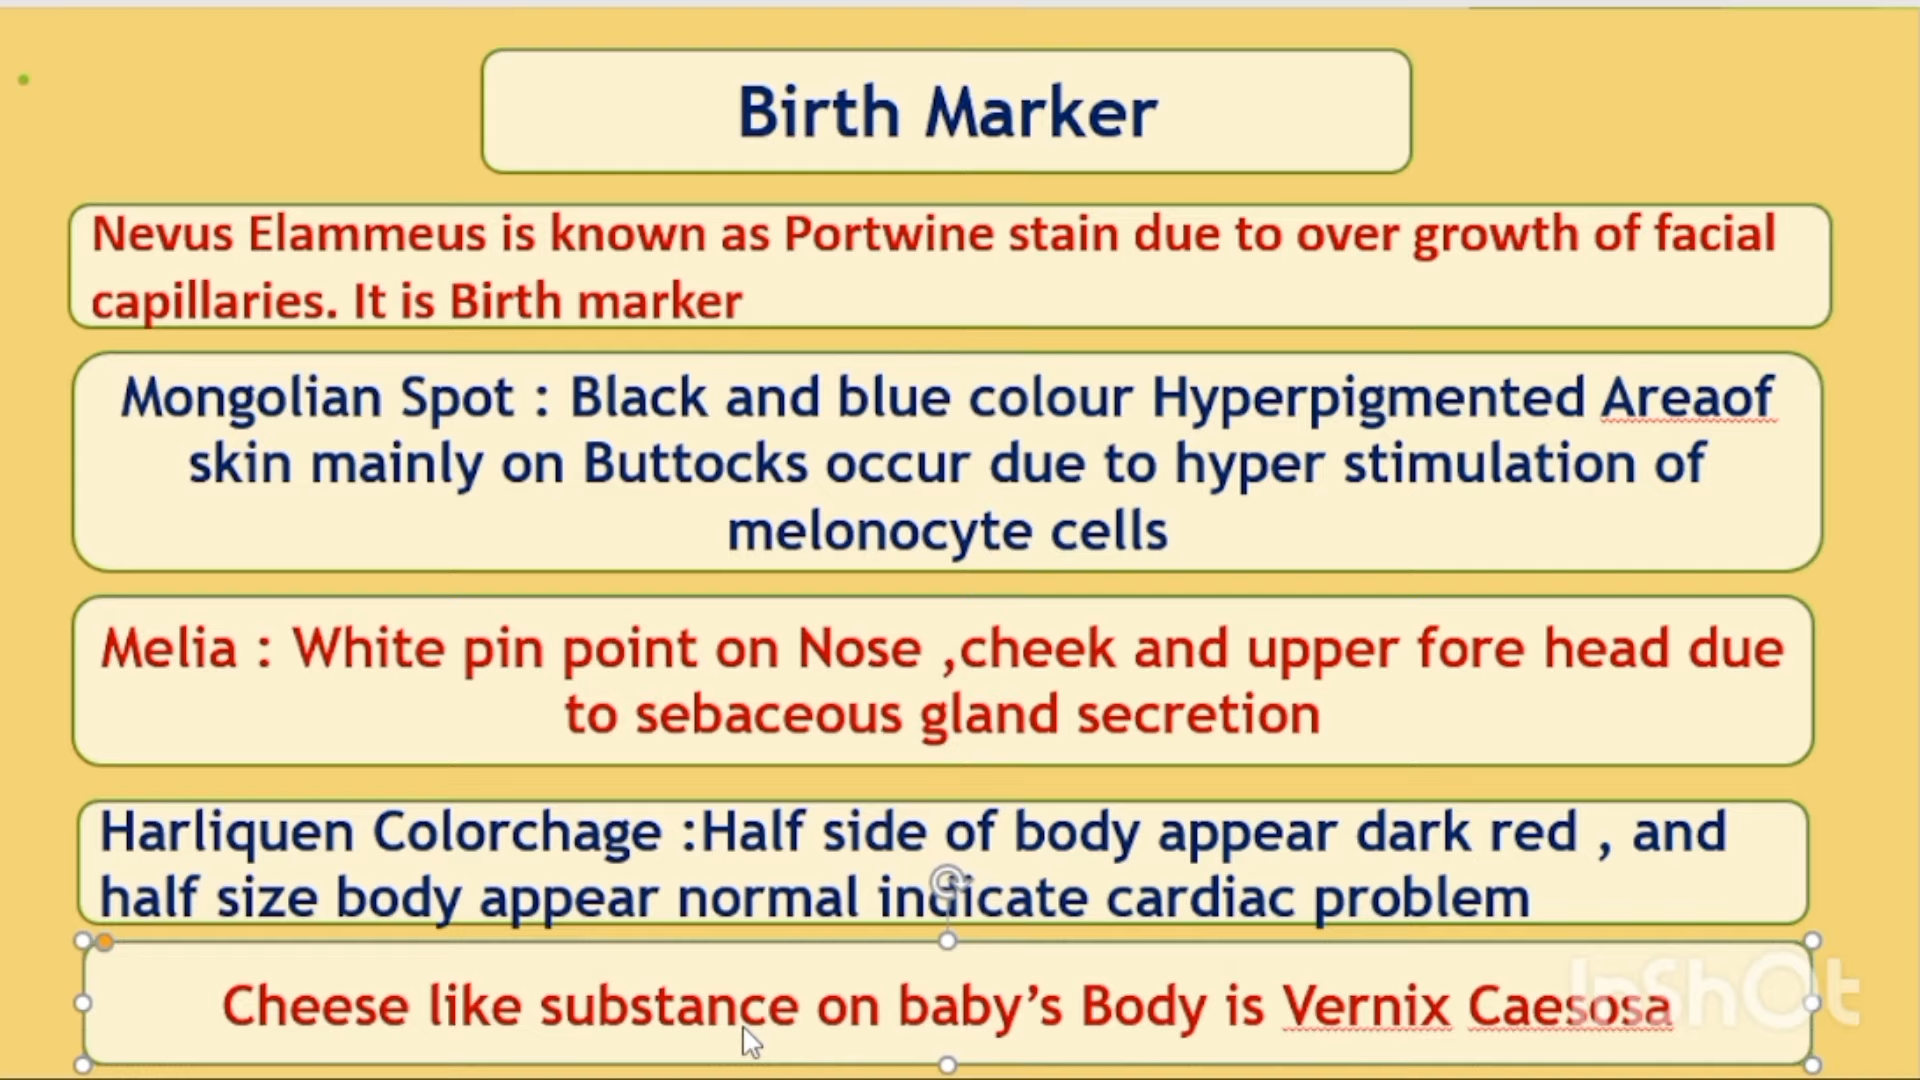 Birth Marker
Nevus Elammeus is known as Portwine stain due to over growth of facial
capillaries. It is Birth marker
Mongolian Spot : Black and blue colour Hyperpigmented Areaof
skin mainly on Buttocks occur due to hyper stimulation of
melonocyte cells
Melia : White pin point on Nose ,cheek and upper fore head due
to sebaceous gland secretion
Harliquen Colorchage :Half side of body appear dark red , and
half size body appear normal indicate cardiac problem
Cheese like substance on baby’s Body is Vernix Caesosa
InShOt